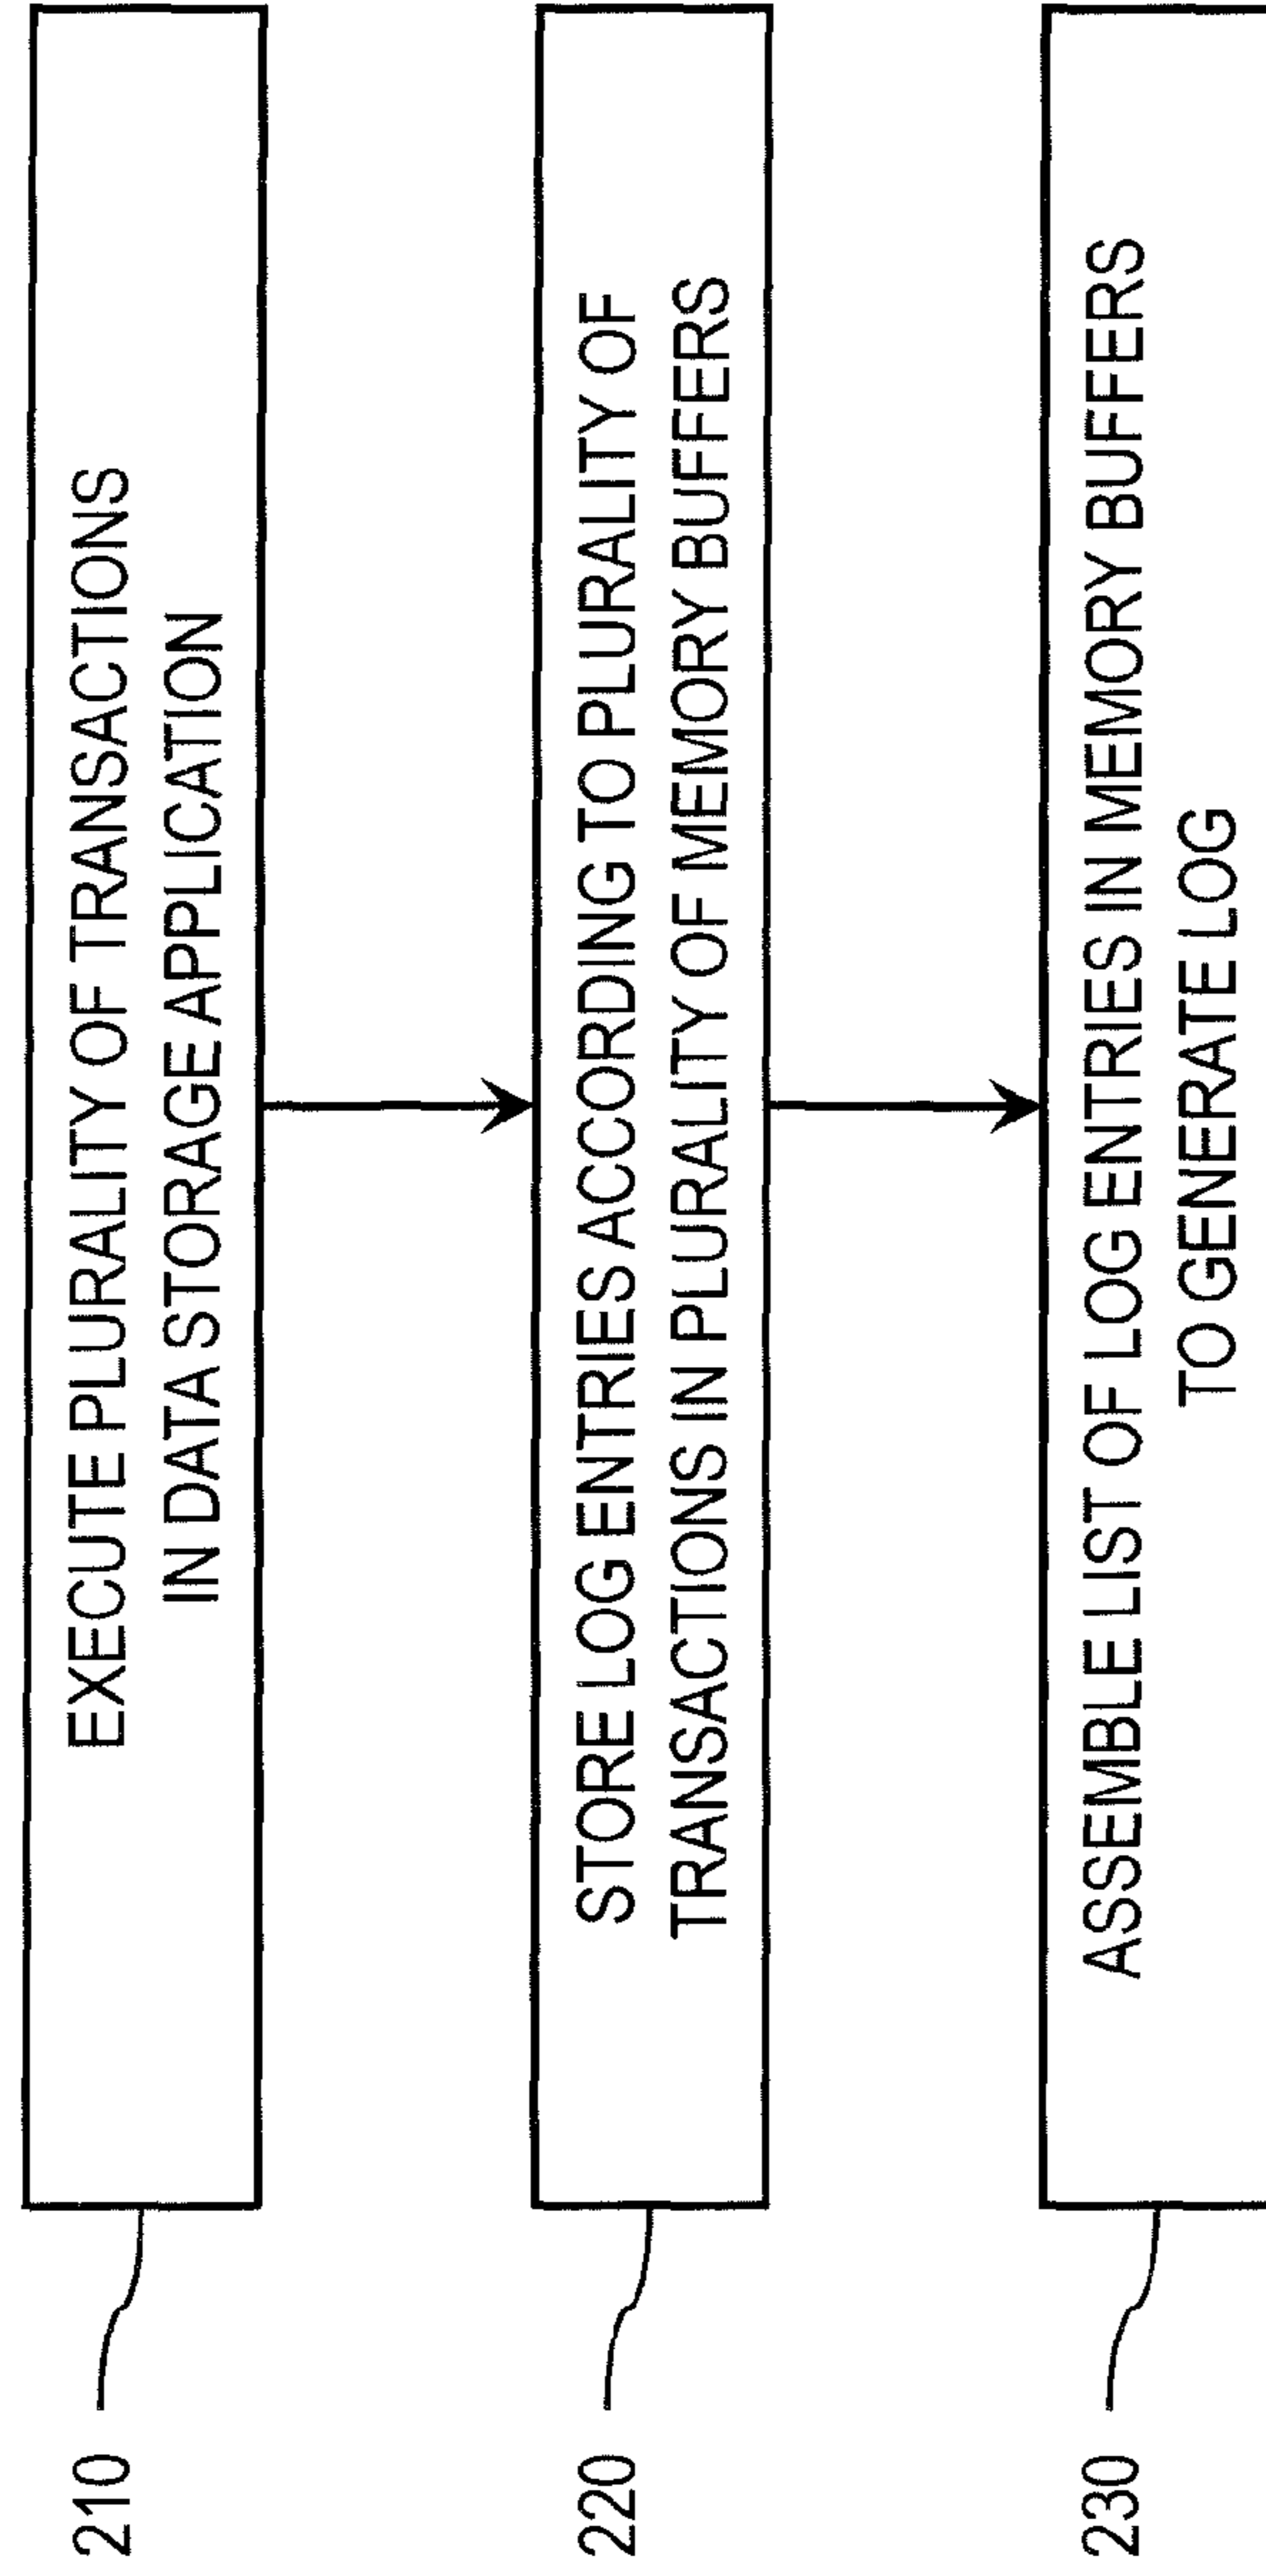 210
EXECUTE PLURALITY OF TRANSACTIONS
IN DATA STORAGE APPLICATION
220
STORE LOG ENTRIES ACCORDING TO PLURALITY OF
TRANSACTIONS IN PLURALITY OF MEMORY BUFFERS
230
ASSEMBLE LIST OF LOG ENTRIES IN MEMORY BUFFERS
TO GENERATE LOG